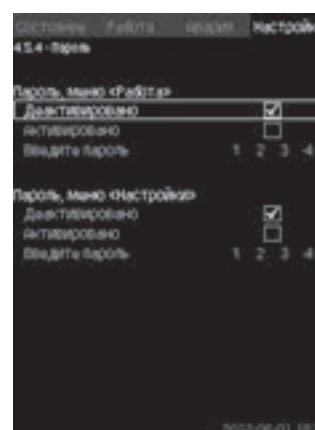 Состояние Работа Авария Настройк
4.5.4 - Пароль
Пароль, меню «Работа»
Деактивировано
Активировано
Введите пароль 1 2 3 4
Пароль, меню «Настройки»
Деактивировано
Активировано
Введите пароль 1 2 3 4